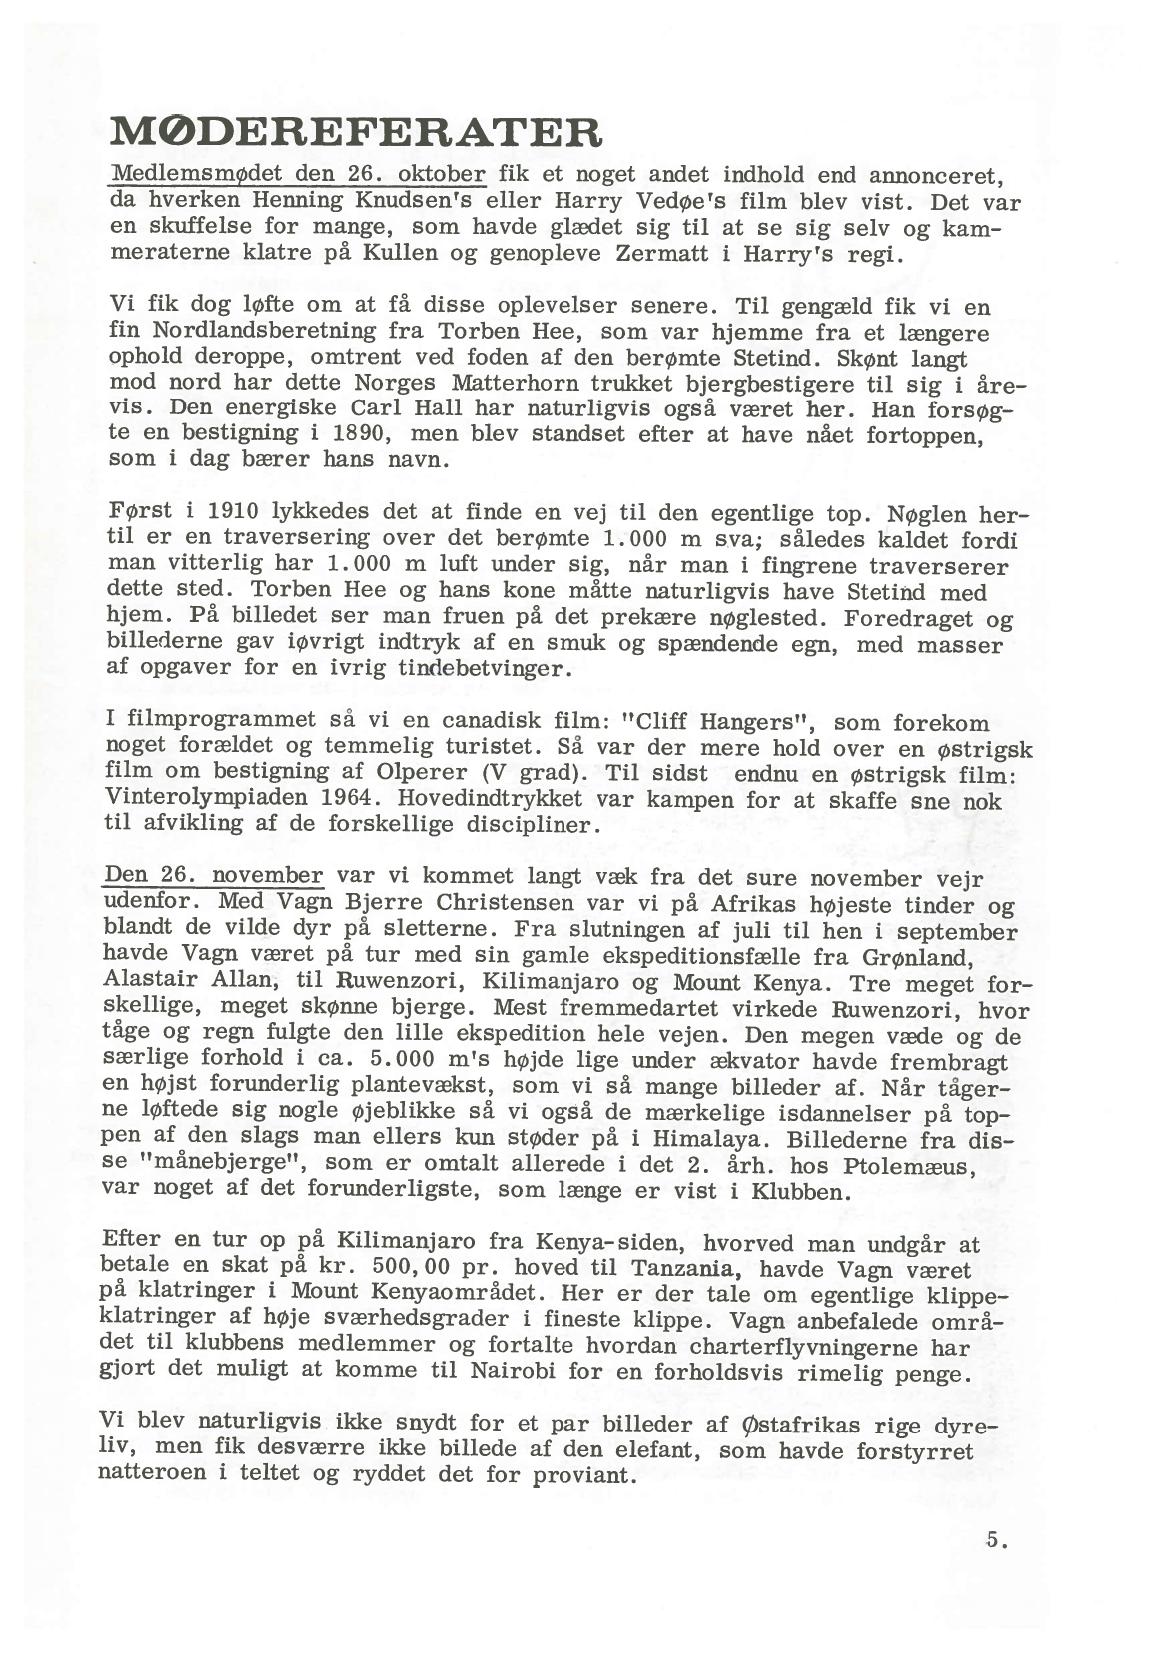 MØDEREFERATER
Medlemsmødet den 26. oktober fik et noget andet indhold end annonceret,
da hverken Henning Knudsen's eller Harry Vedøe's film blev vist. Det var
en skuffelse for mange, som havde glædet sig til at se sig selv og kam-
meraterne klatre på Kullen og genopleve Zermatt i Harry's regi.
Vi fik dog løfte om at få disse oplevelser senere. Til gengæld fik vi en
fin Nordlandsberetning fra Torben Hee, som var hjemme fra et længere
ophold deroppe, omtrent ved foden af den berømte Stetind. Skønt langt
mod nord har dette Norges Matterhorn trukket bjergbestigere til sig i åre-
vis. Den energiske Carl Hall har naturligvis også været her. Han forsøg-
te en bestigning i 1890, men blev standset efter at have nået fortoppen,
som i dag bærer hans navn.
Først i 1910 lykkedes det at finde en vej til den egentlige top. Nøglen her-
til er en traversering over det berømte 1.000 m sva; således kaldet fordi
man vitterlig har 1.000 m luft under sig, når man i fingrene traverserer
dette sted. Torben Hee og hans kone måtte naturligvis have Stetind med
hjem. På billedet ser man fruen på det prekære nøglested. Foredraget og
billederne gav iøvrigt indtryk af en smuk og spændende egn, med masser
af opgaver for en ivrig tindebetvinger.
I filmprogrammet så vi en canadisk film: "Cliff Hangers", som forekom
noget forældet og temmelig turistet. Så var der mere hold over en østrigsk
film om bestigning af Olperer (V grad). Til sidst endnu en østrigsk film:
Vinterolympiaden 1964. Hovedindtrykket var kampen for at skaffe sne nok
til afvikling af de forskellige discipliner.
Den 26. november var vi kommet langt væk fra det sure november vejr
udenfor. Med Vagn Bjerre Christensen var vi på Afrikas højeste tinder og
blandt de vilde dyr på sletterne. Fra slutningen af juli til hen i september
havde Vagn været på tur med sin gamle ekspeditionsfælle fra Grønland,
Alastair Allan, til Ruwenzori, Kilimanjaro og Mount Kenya. Tre meget for-
skellige, meget skønne bjerge. Mest fremmedartet virkede Ruwenzori, hvor
tåge og regn fulgte den lille ekspedition hele vejen. Den megen væde og de
særlige forhold i ca. 5.000 m's højde lige under ækvator havde frembragt
en højst forunderlig plantevækst, som vi så mange billeder af. Når tåger-
ne løftede sig nogle øjeblikke så vi også de mærkelige isdannelser på top-
pen af den slags man ellers kun støder på i Himalaya. Billederne fra dis-
se "månebjerge", som er omtalt allerede i det 2. årh. hos Ptolemæus,
var noget af det forunderligste, som længe er vist i Klubben.
Efter en tur op på Kilimanjaro fra Kenya-siden, hvorved man undgår at
betale en skat på kr. 500,00 pr. hoved til Tanzania, havde Vagn været
på klatringer i Mount Kenyaområdet. Her er der tale om egentlige klippe-
klatringer af høje sværhedsgrader i fineste klippe. Vagn anbefalede områ-
det til klubbens medlemmer og fortalte hvordan charterflyvningerne har
gjort det muligt at komme til Nairobi for en forholdsvis rimelig penge.
Vi blev naturligvis ikke snydt for et par billeder af Østafrikas rige dyre-
liv, men fik desværre ikke billede af den elefant, som havde forstyrret
natteroen i teltet og ryddet det for proviant.
5.